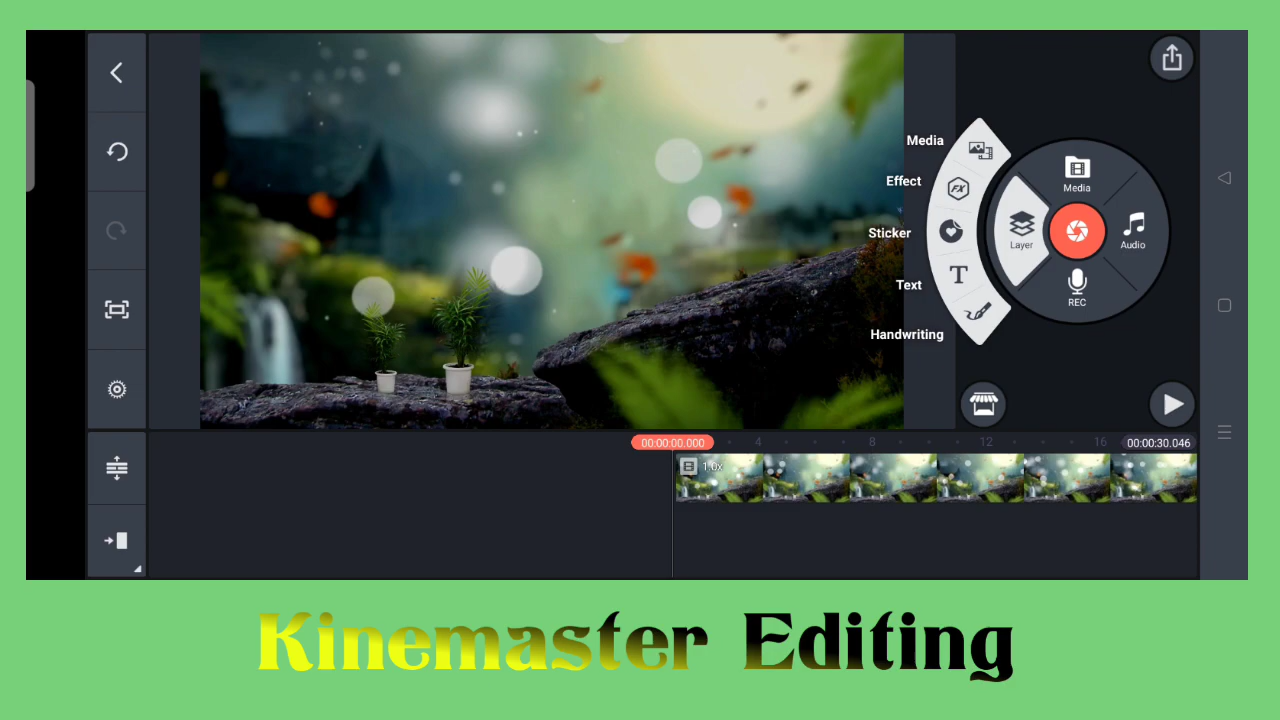 Media
Effect
Sticker
Text
Handwriting
FX
T
Media
Layer
Audio
REC
00:00:00.000
4
8
12
16
00:00:30.046
1.0x
Kinemaster Editing